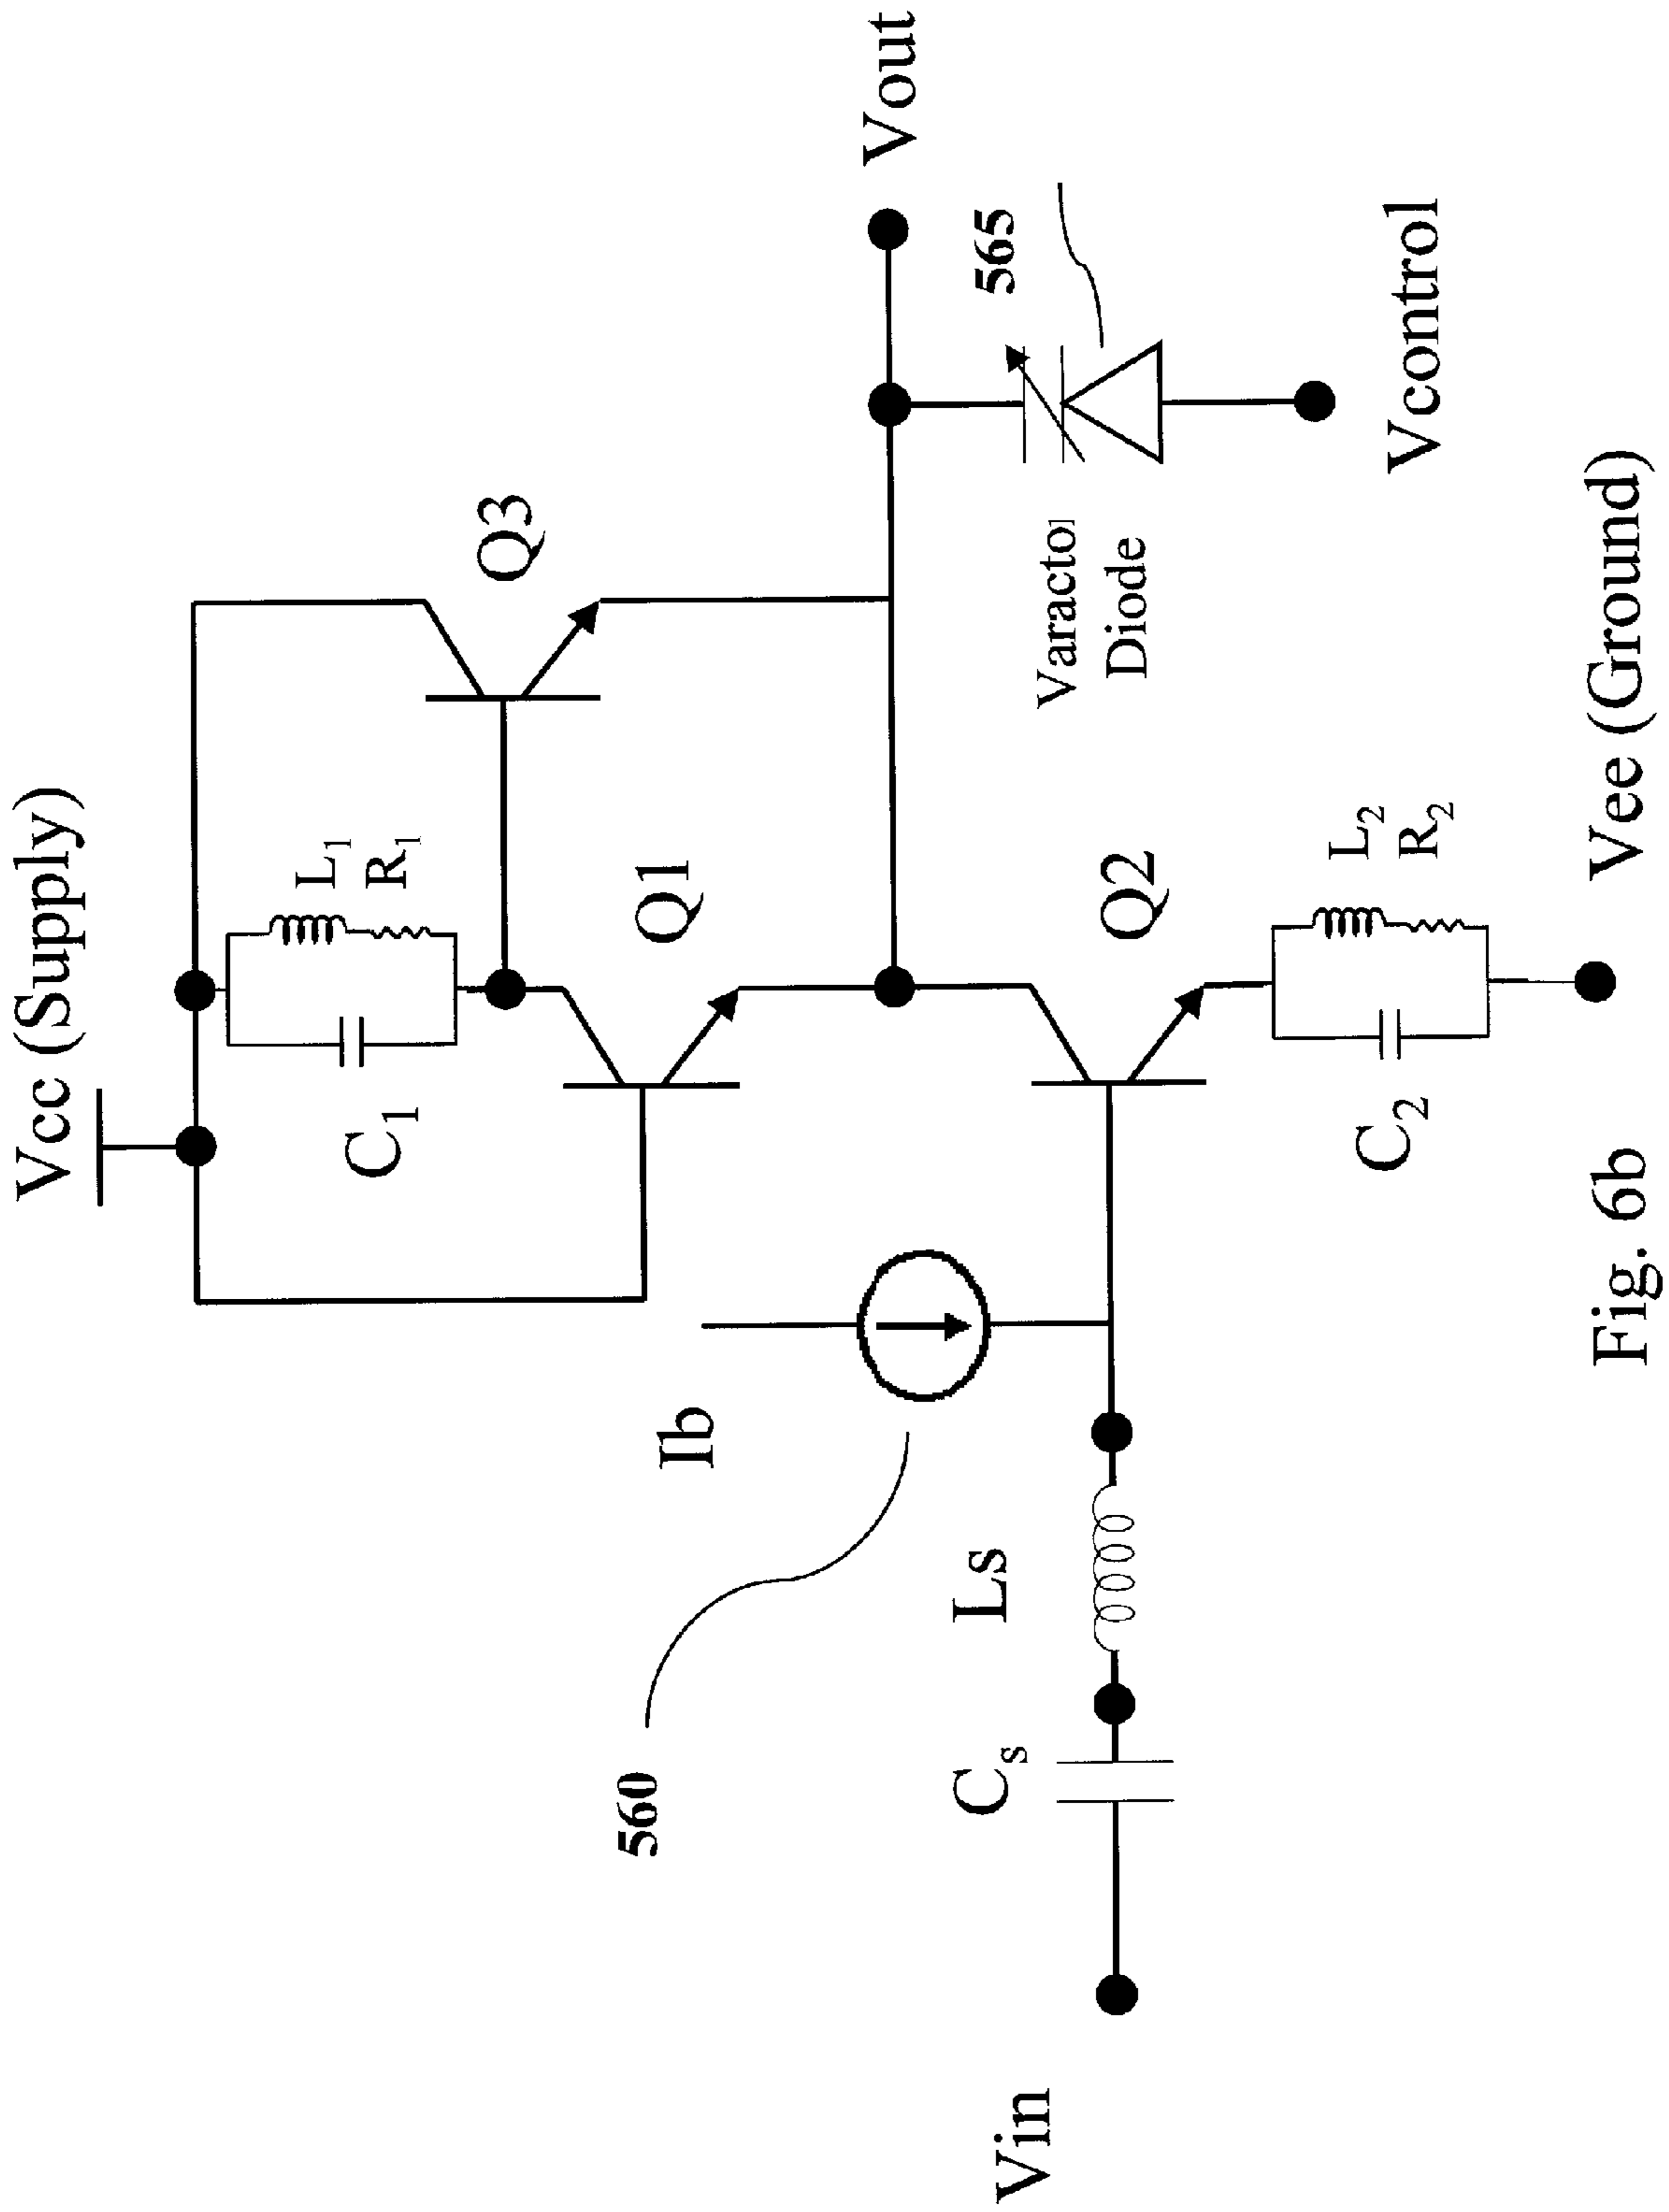 Vcc (Supply)
L1
R1
C1
Q3
Q1
Vout
565
Ib
560
Varactor
Diode
Q2
Vcontrol
Vin
Cs
Ls
L2
R2
C2
Vee (Ground)
Fig. 6b